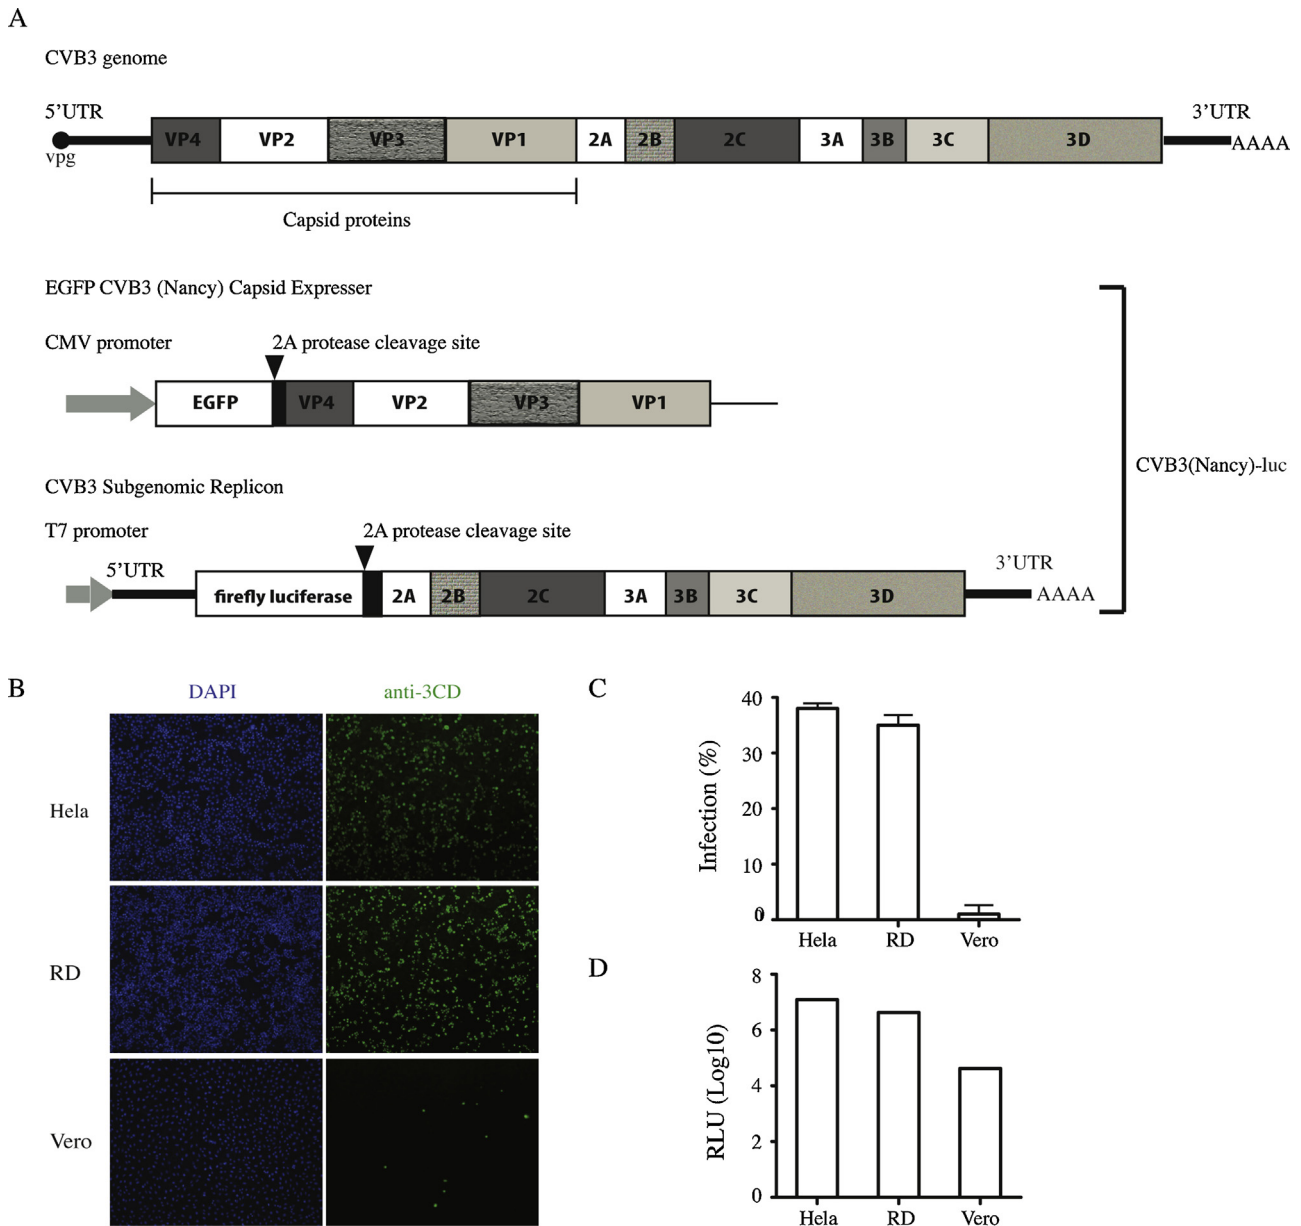 A
CVB3 genome
5'UTR
3'UTR
vpg
VP4 VP2 VP3 VP1 2A 2B 2C 3A 3B 3C 3D
AAAA
Capsid proteins
EGFP CVB3 (Nancy) Capsid Expresser
CMV promoter
2A protease cleavage site
EGFP VP4 VP2 VP3 VP1
CVB3(Nancy)-luc
CVB3 Subgenomic Replicon
T7 promoter
2A protease cleavage site
5'UTR
3'UTR
firefly luciferase 2A 2B 2C 3A 3B 3C 3D
AAAA
B
DAPI
anti-3CD
Hela
RD
Vero
C
Infection (%)
40
30
20
10
0
0
Hela RD Vero
D
RLU (Log10)
8
6
4
2
0
Hela RD Vero